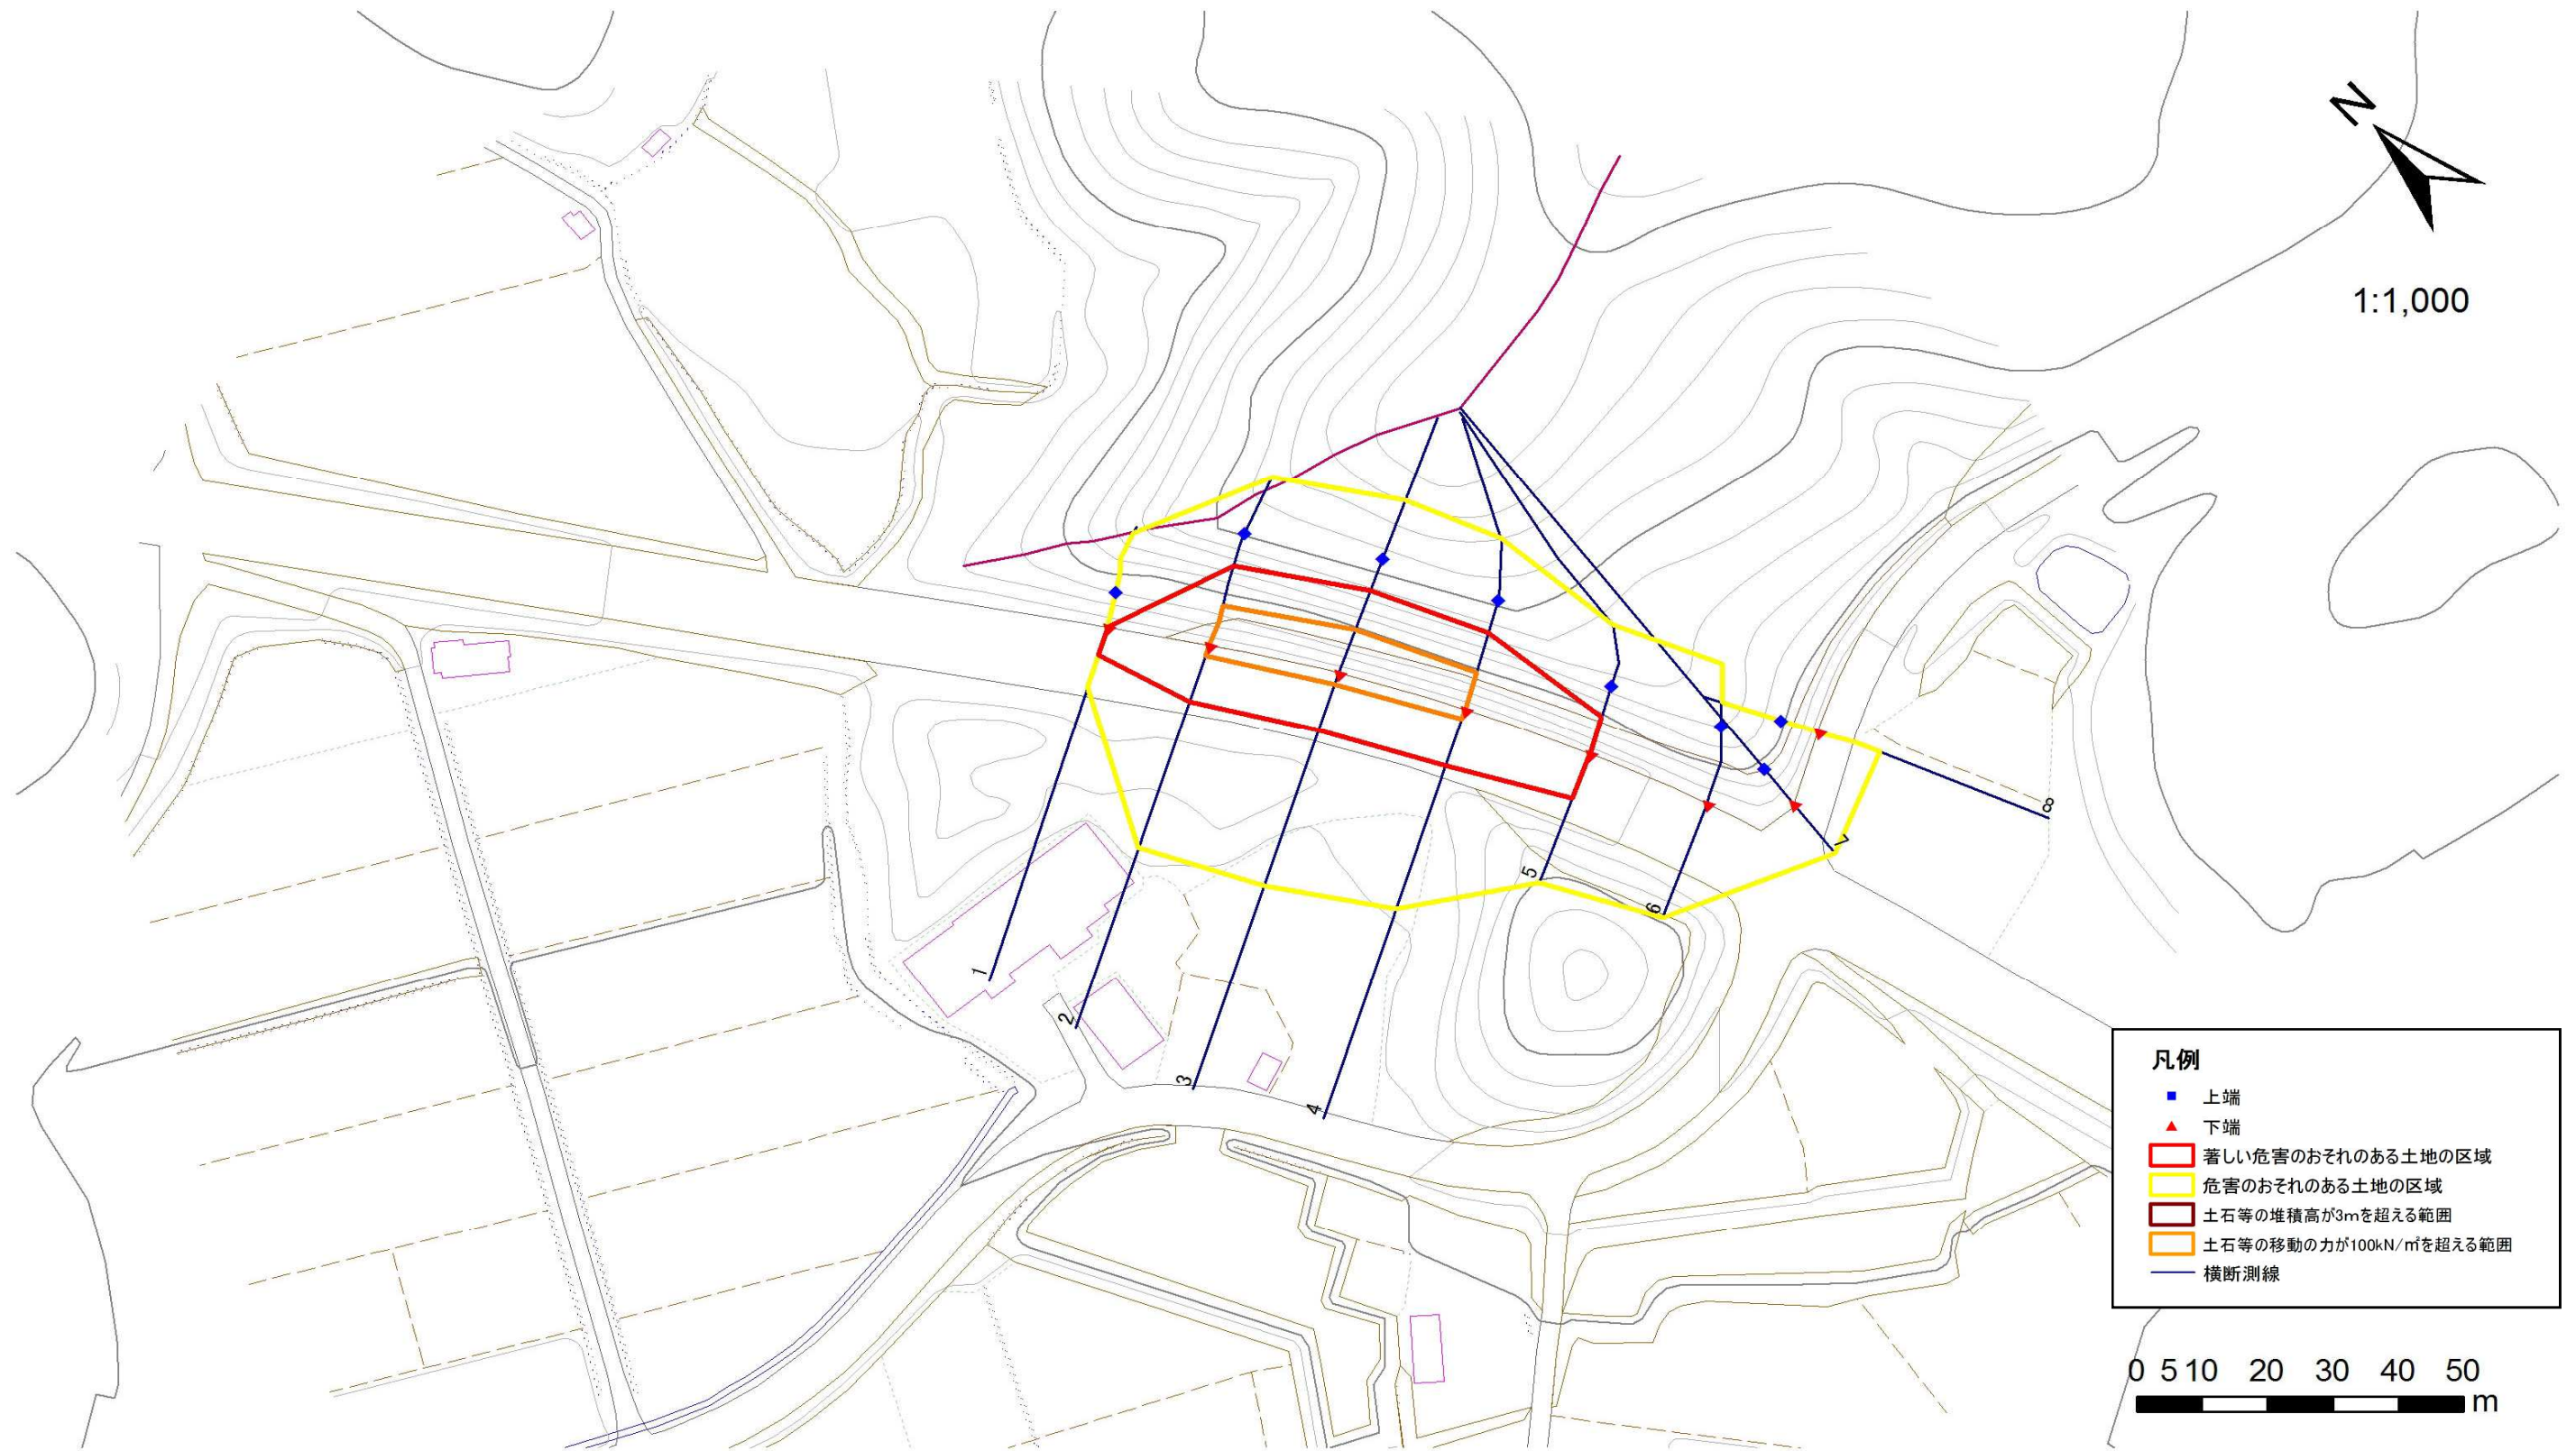 N
1:1,000
1
2
3
4
5
6
7
8
凡例
上端
下端
著しい危害のおそれのある土地の区域
危害のおそれのある土地の区域
土石等の堆積高が3mを超える範囲
土石等の移動の力が100kN/㎡を超える範囲
横断測線
0 5 10 20 30 40 50
m